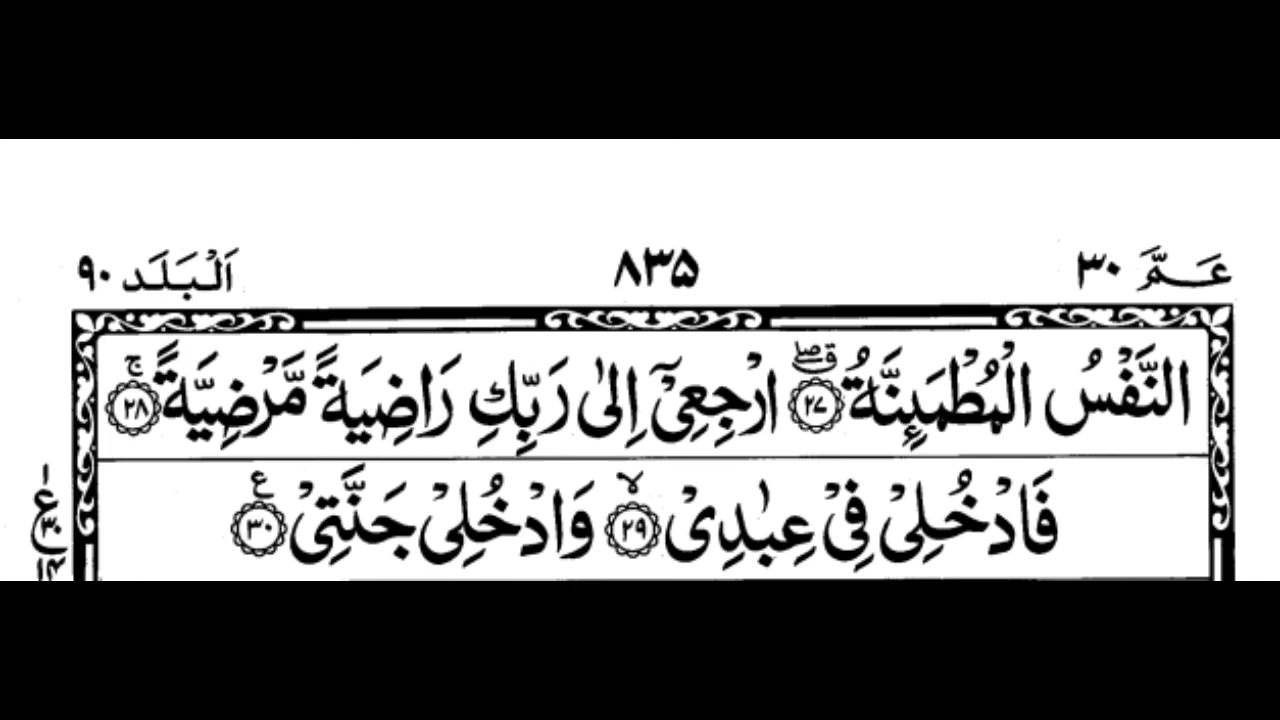 عَمَّ ٣٠ ٨٣٥ اَلْبَلَد ٩٠
النَّفْسُ الْمُطْمَىِٕنَّةُ ﴿٢٧﴾ ارْجِعِیْۤ اِلٰی رَبِّكِ رَاضِیَةً مَّرْضِیَّةً ﴿٢٨﴾ۚ
فَادْخُلِیْ فِیْ عِبٰدِیْ ﴿٢٩﴾ۙ وَادْخُلِیْ جَنَّتِیْ ﴿٣٠﴾ ع